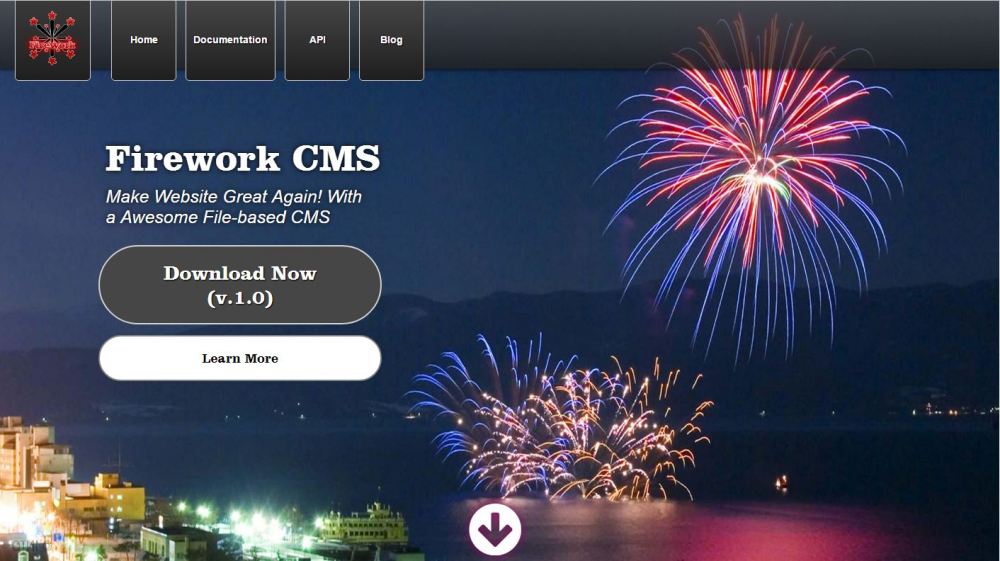 FireWork
Home
Documentation
API
Blog
Firework CMS
Make Website Great Again! With
a Awesome File-based CMS
Download Now
(v.1.0)
Learn More